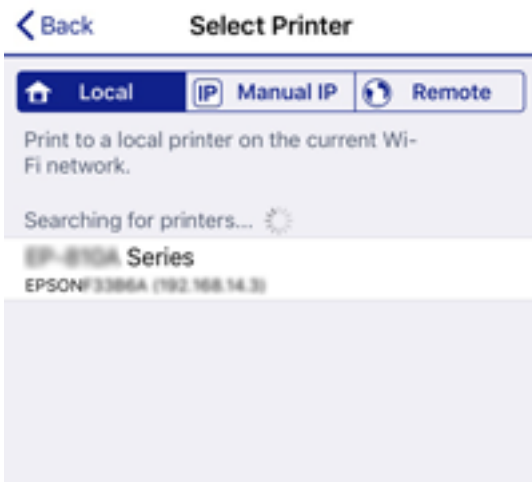 Back
Select Printer
Local
IP Manual IP
Remote
Print to a local printer on the current Wi-
Fi network.
Searching for printers...
Series
EPSON